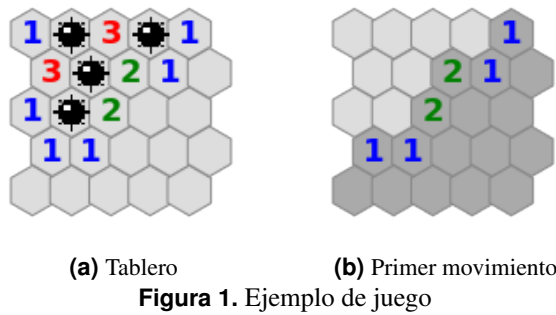 1 3 1 1
3 2 1 2 1
1 2 2
1 1 1 1
(a) Tablero (b) Primer movimiento
Figura 1. Ejemplo de juego